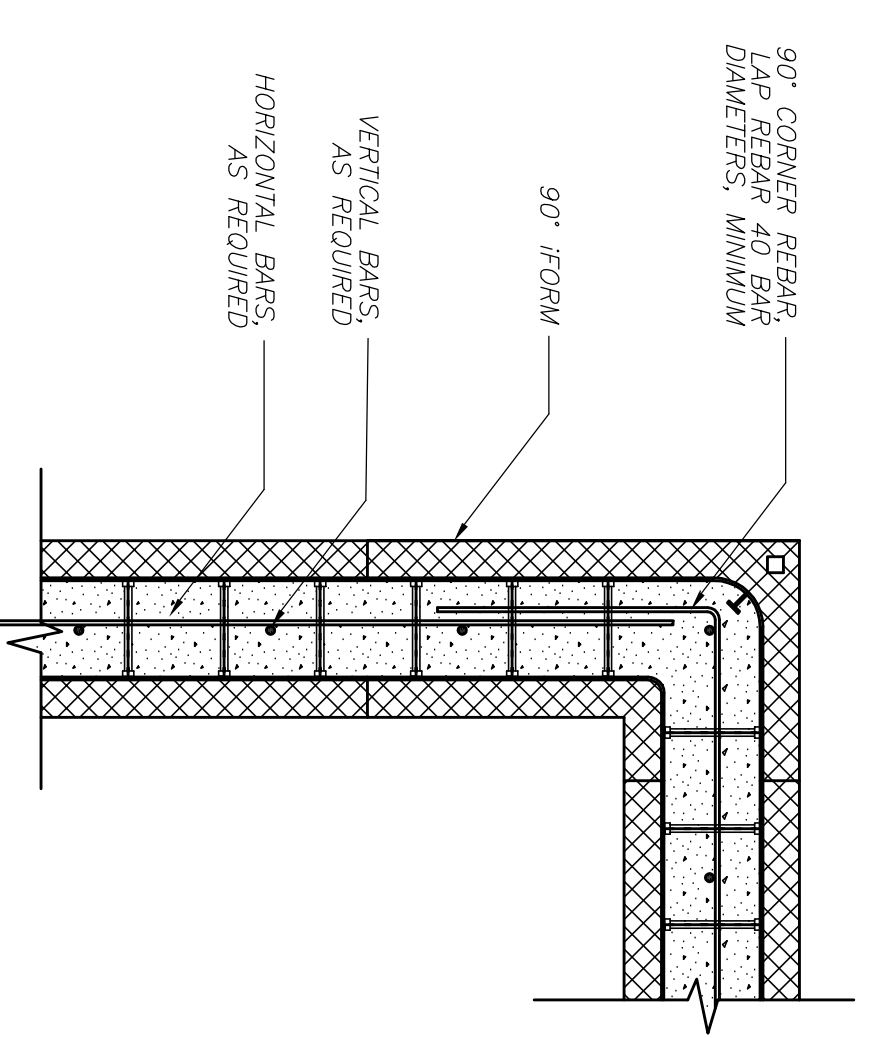 90° CORNER REBAR,
LAP REBAR 40 BAR
DIAMETERS, MINIMUM
90° iFORM
VERTICAL BARS,
AS REQUIRED
HORIZONTAL BARS,
AS REQUIRED